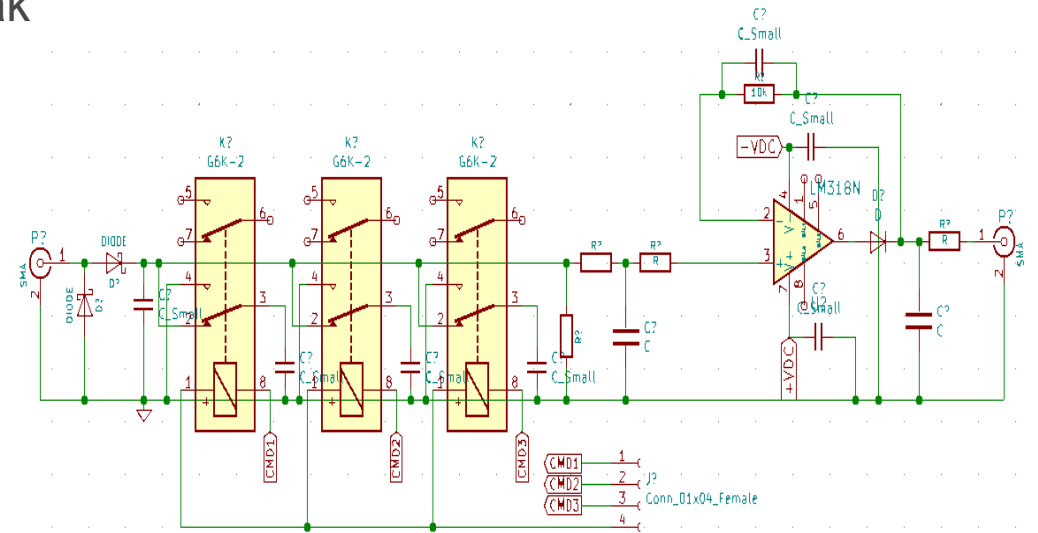 ak
C?
C_Small
R?
10k
C?
C_Small
-VDC
K?
G6K-2
K?
G6K-2
K?
G6K-2
5
6
7
4
3
2
1
8
+
5
6
7
4
3
2
1
8
+
5
6
7
4
3
2
1
8
+
P?
SMA
1
2
DIODE
D?
DIODE
D?
C?
C_Small
C?
C_Small
C?
C_Small
C?
C_Small
CMD1
CMD2
CMD3
R?
R
R?
R?
R
C?
C
LM318N
U?
2
3
4
1
5
6
7
8
-
+
V-
V+
D?
D
C?
C_Small
+VDC
R?
R
C?
C
P?
SMA
1
2
CMD1
CMD2
CMD3
1
2
3
4
J?
Conn_01x04_Female